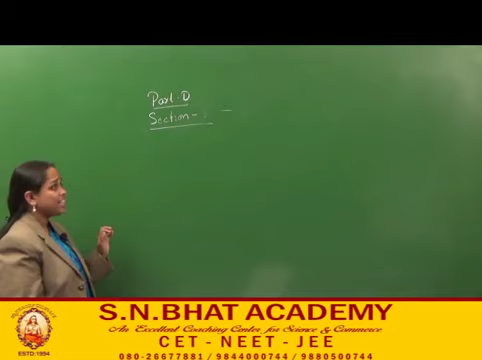 Part-D
Section-
S.N.BHAT ACADEMY
An Excellent Coaching Center for Science & Commerce
CET - NEET - JEE
ESTD:1994
080-26677881 / 9844000744 / 9880500744